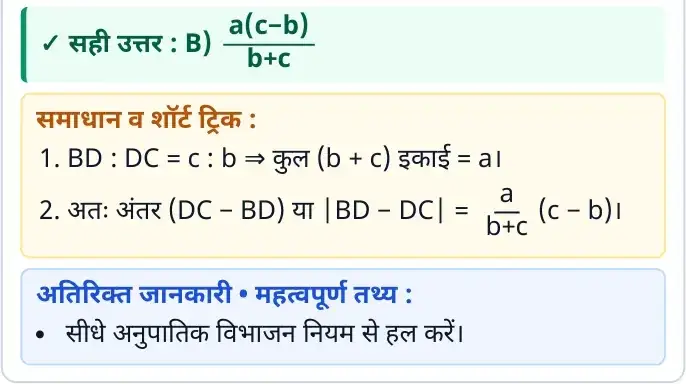 ✓ सही उत्तर : B) a(c−b)/b+c
समाधान व शॉर्ट ट्रिक :
1. BD : DC = c : b ⇒ कुल (b + c) इकाई = a।
2. अतः अंतर (DC − BD) या |BD − DC| = a/b+c (c − b)।
अतिरिक्त जानकारी • महत्वपूर्ण तथ्य :
• सीधे अनुपातिक विभाजन नियम से हल करें।